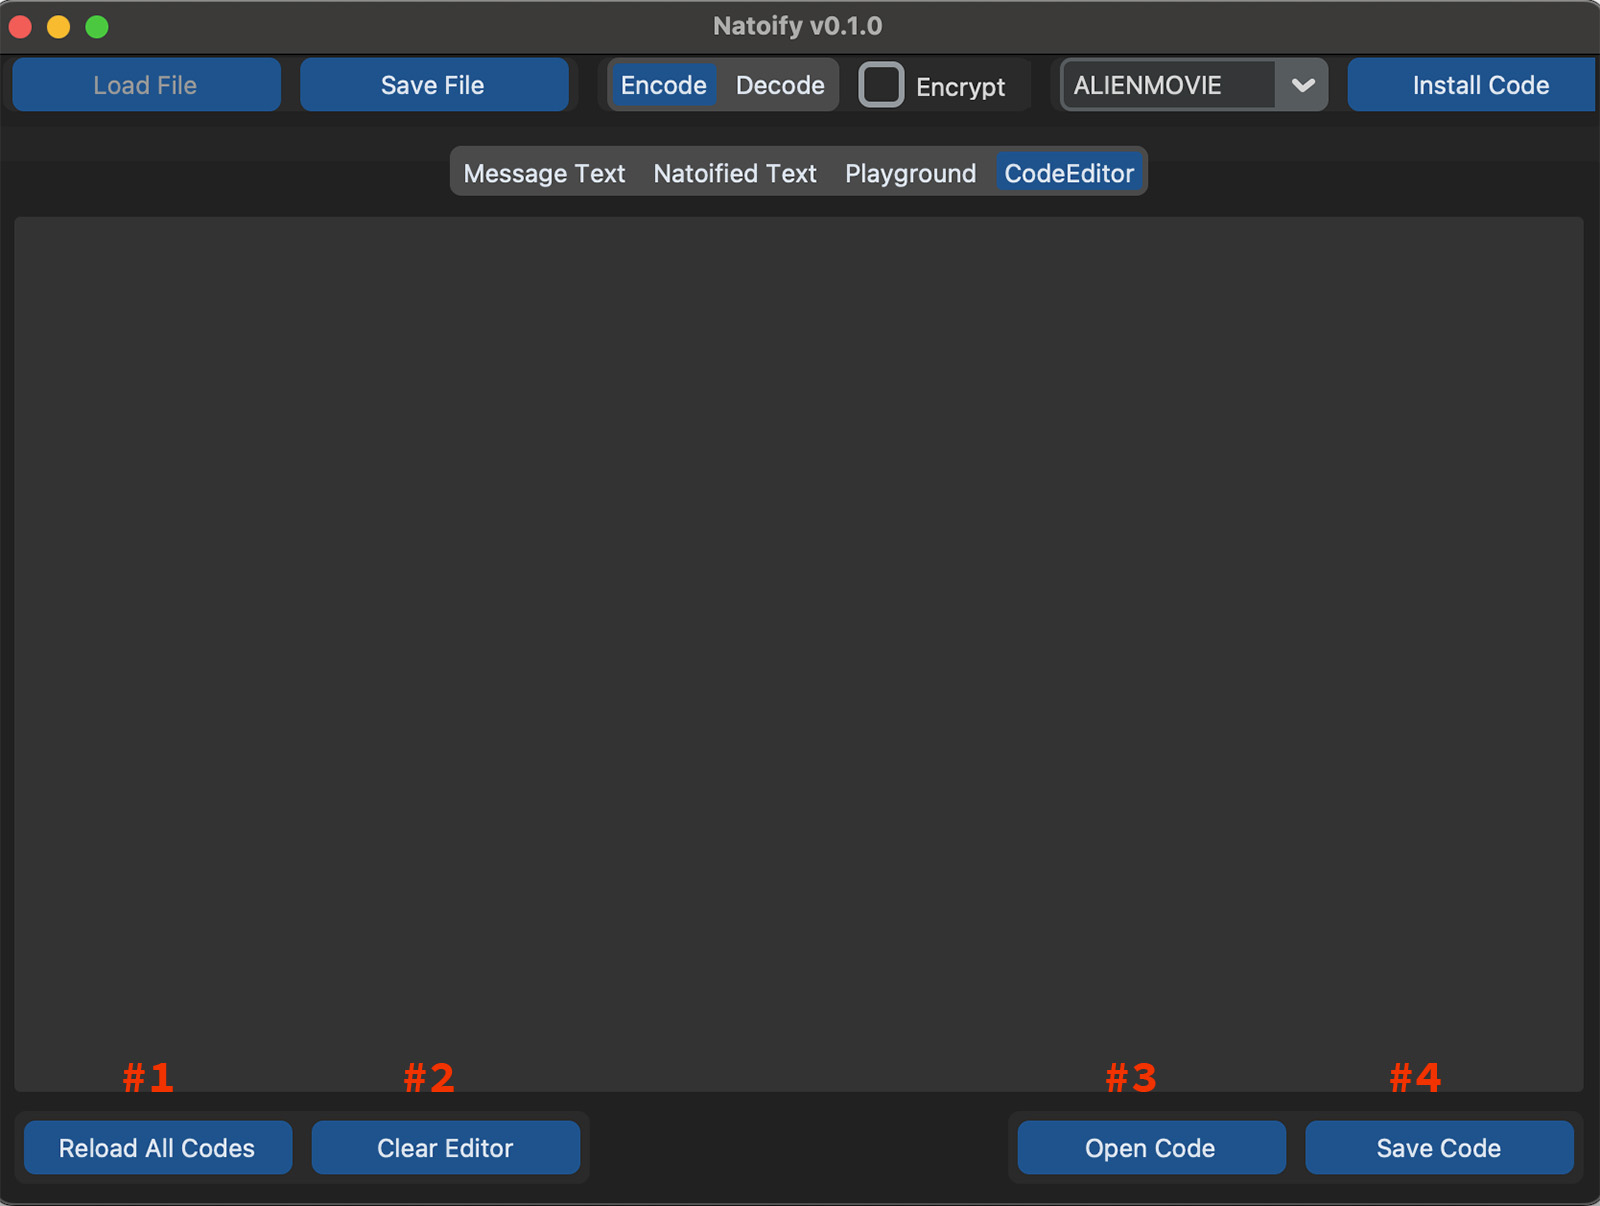 Natoify v0.1.0
Load File
Save File
Encode
Decode
Encrypt
ALIENMOVIE
Install Code
Message Text
Natoified Text
Playground
CodeEditor
#1
#2
#3
#4
Reload All Codes
Clear Editor
Open Code
Save Code